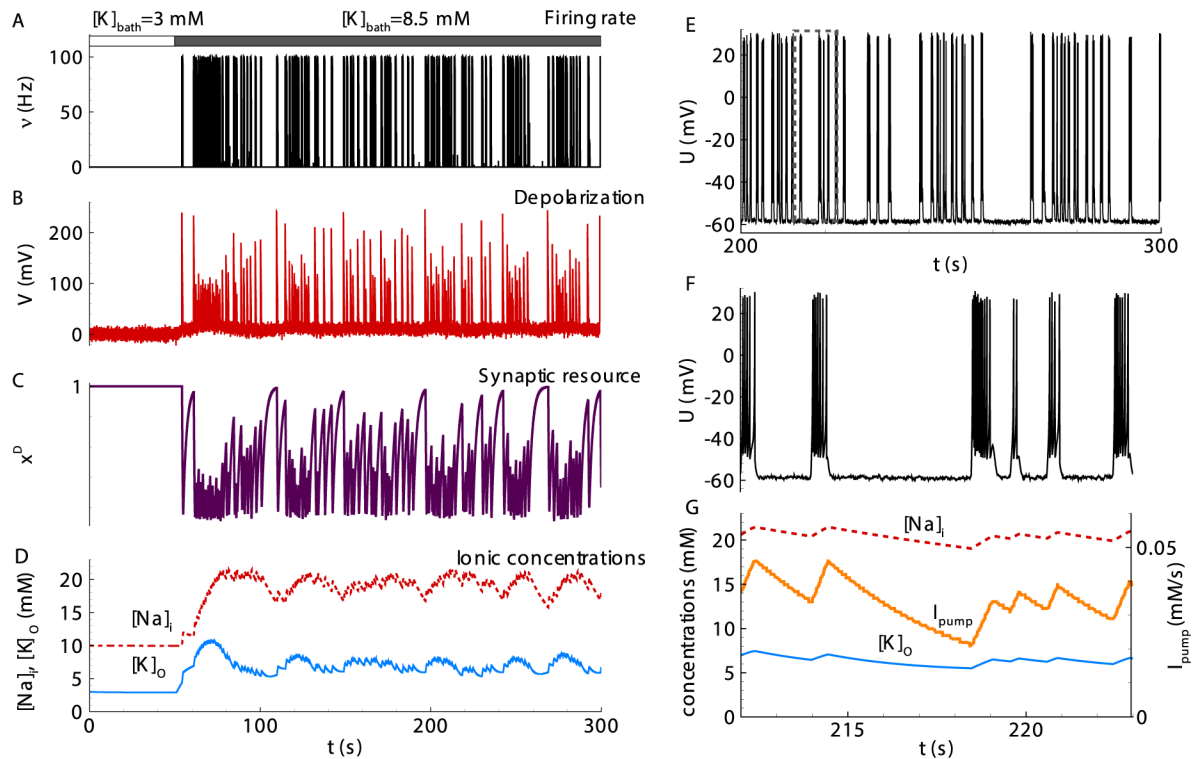 A
[K]bath=3 mM
[K]bath=8.5 mM
Firing rate
100
50
0
ν (Hz)
B
Depolarization
200
100
0
V (mV)
C
Synaptic resource
1
x^D
D
Ionic concentrations
20
15
10
5
0
[Na]i
[K]O
[Na]i, [K]O (mM)
0
100
200
300
t (s)
E
20
0
−20
−40
−60
U (mV)
200
300
t (s)
F
20
0
−20
−40
−60
U (mV)
G
[Na]i
Ipump
[K]O
20
15
10
5
0
concentrations (mM)
0.05
0
Ipump (mM/s)
215
220
t (s)